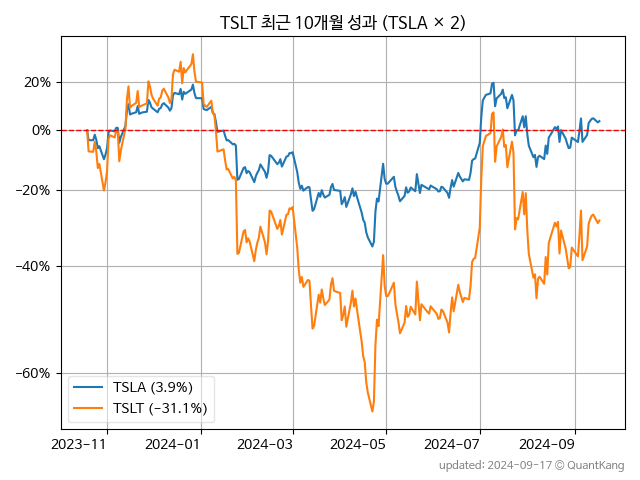 TSLT 최근 10개월 성과 (TSLA × 2)
20%
0%
−20%
−40%
−60%
TSLA (3.9%)
TSLT (−31.1%)
2023−11
2024−01
2024−03
2024−05
2024−07
2024−09
updated: 2024-09-17 © QuantKang